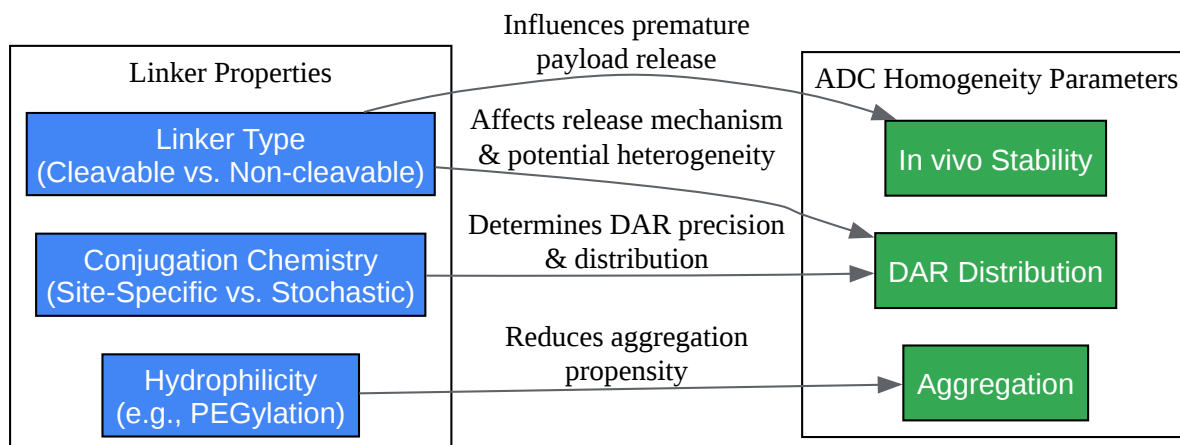 Linker Properties
Linker Type
(Cleavable vs. Non-cleavable)
Conjugation Chemistry
(Site-Specific vs. Stochastic)
Hydrophilicity
(e.g., PEGylation)
Influences premature
payload release
Affects release mechanism
& potential heterogeneity
Determines DAR precision
& distribution
Reduces aggregation
propensity
ADC Homogeneity Parameters
In vivo Stability
DAR Distribution
Aggregation